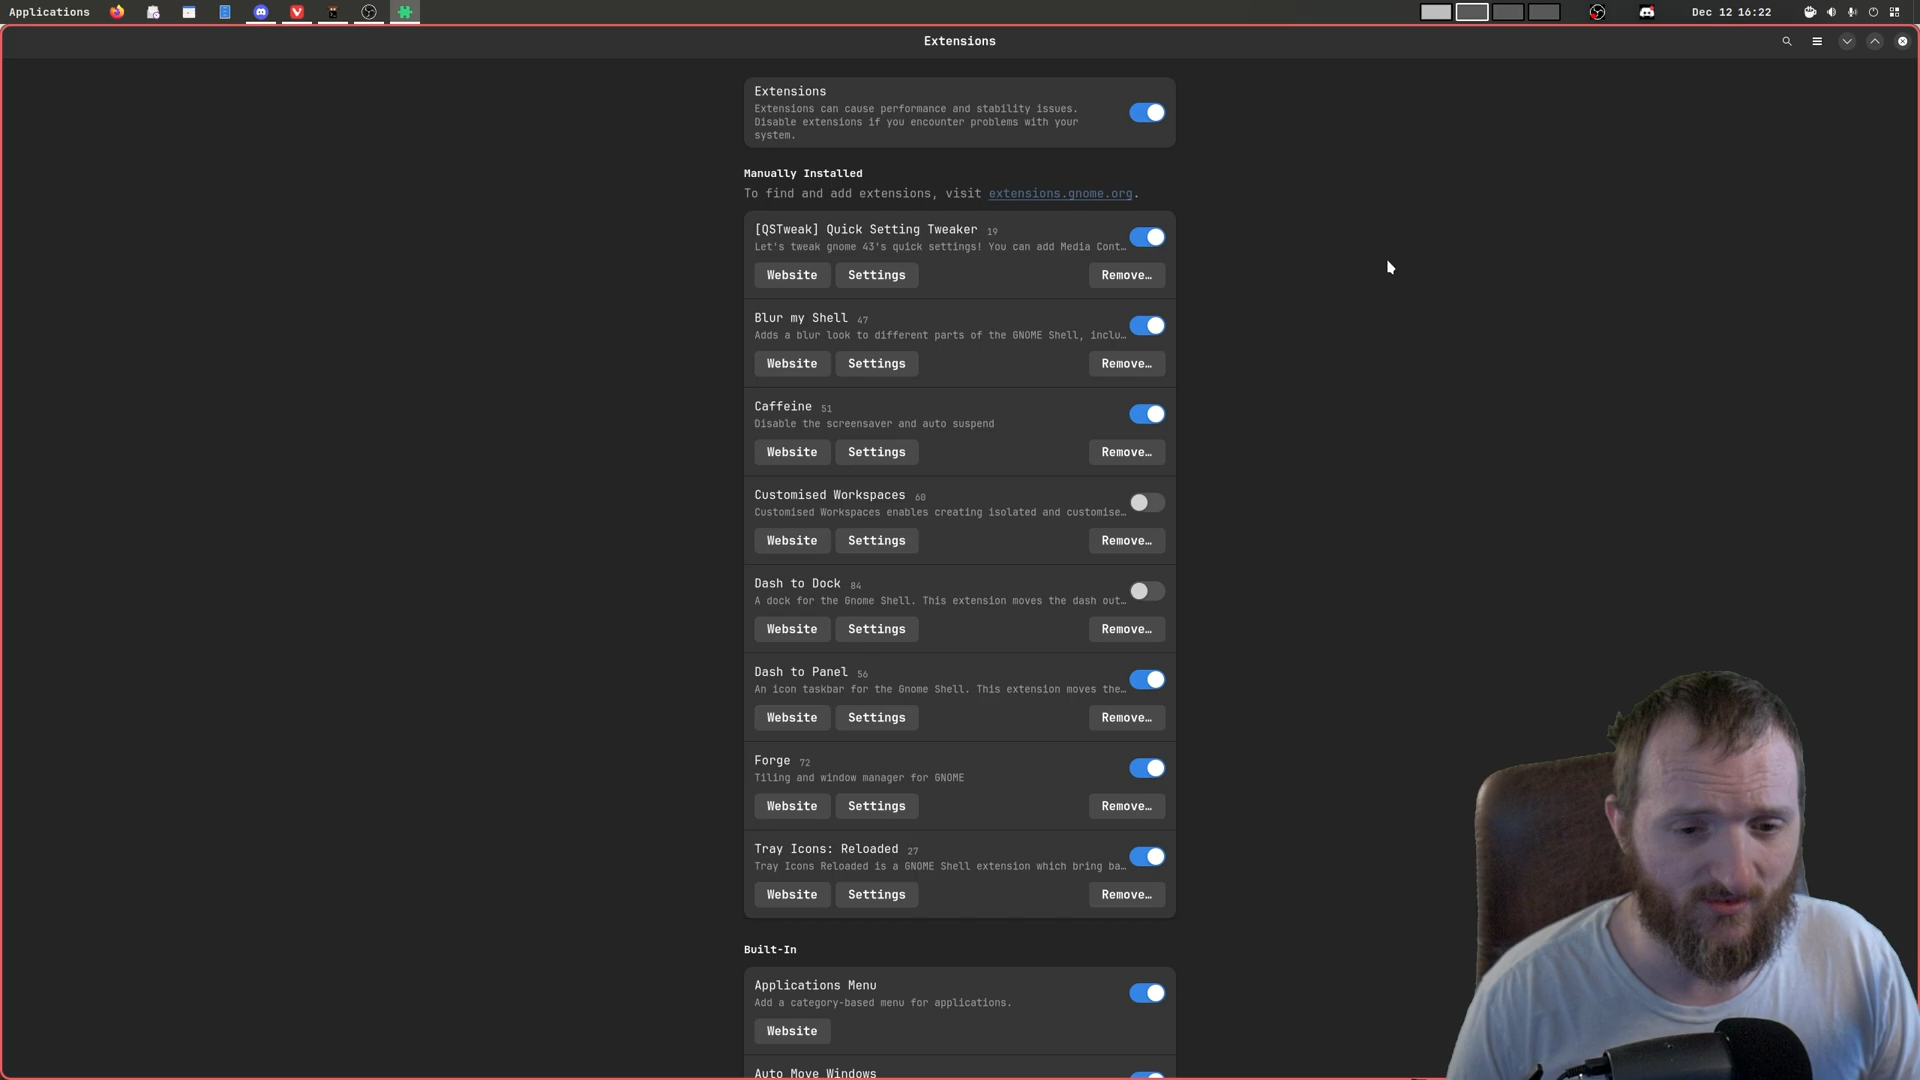 Applications
Dec 12 16:22
Extensions
Extensions
Extensions can cause performance and stability issues.
Disable extensions if you encounter problems with your
system.
Manually Installed
To find and add extensions, visit extensions.gnome.org.
[QSTweak] Quick Setting Tweaker 19
Let's tweak gnome 43's quick settings! You can add Media Cont…
Website Settings Remove…
Blur my Shell 47
Adds a blur look to different parts of the GNOME Shell, inclu…
Website Settings Remove…
Caffeine 51
Disable the screensaver and auto suspend
Website Settings Remove…
Customised Workspaces 60
Customised Workspaces enables creating isolated and customise…
Website Settings Remove…
Dash to Dock 84
A dock for the Gnome Shell. This extension moves the dash out…
Website Settings Remove…
Dash to Panel 56
An icon taskbar for the Gnome Shell. This extension moves the…
Website Settings Remove…
Forge 72
Tiling and window manager for GNOME
Website Settings Remove…
Tray Icons: Reloaded 27
Tray Icons Reloaded is a GNOME Shell extension which bring ba…
Website Settings Remove…
Built-In
Applications Menu
Add a category-based menu for applications.
Website
Auto Move Windows